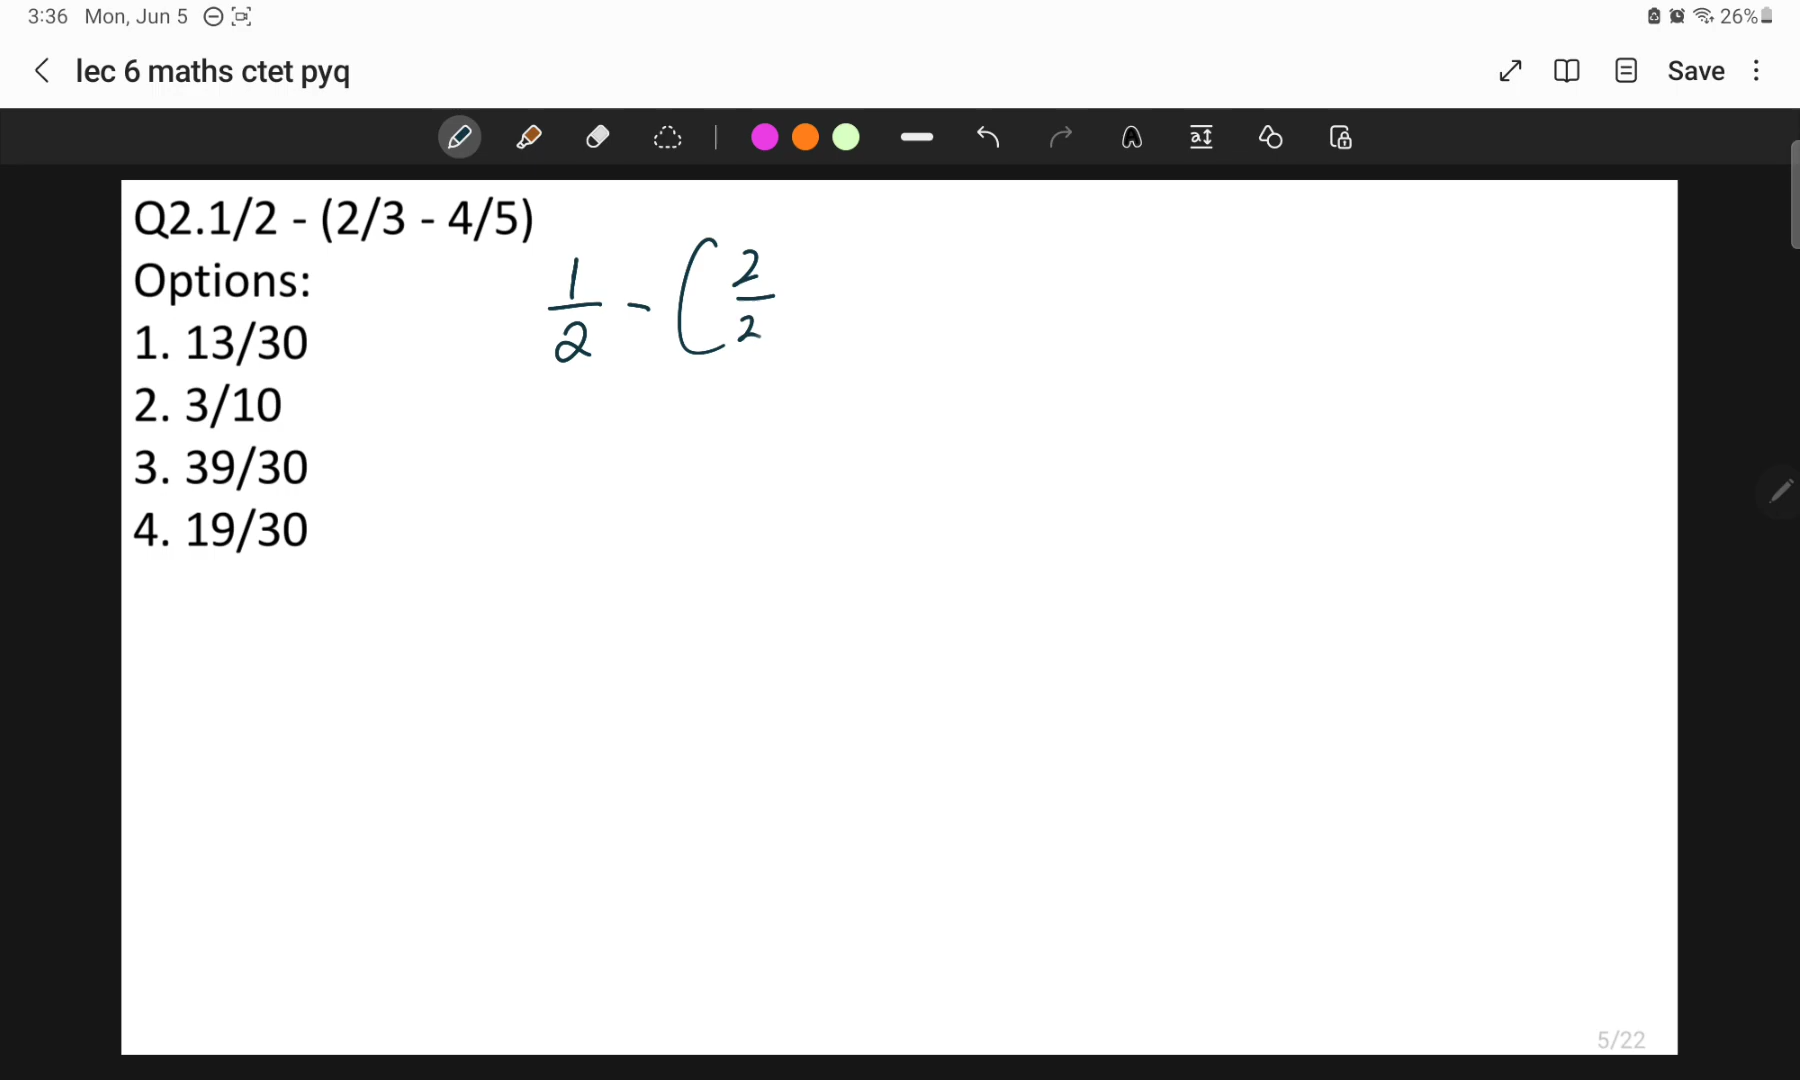 3:36 Mon, Jun 5
26%
lec 6 maths ctet pyq
Save
Q2.1/2 - (2/3 - 4/5)
Options:
1. 13/30
2. 3/10
3. 39/30
4. 19/30
1/2 - ( 2/2
5/22